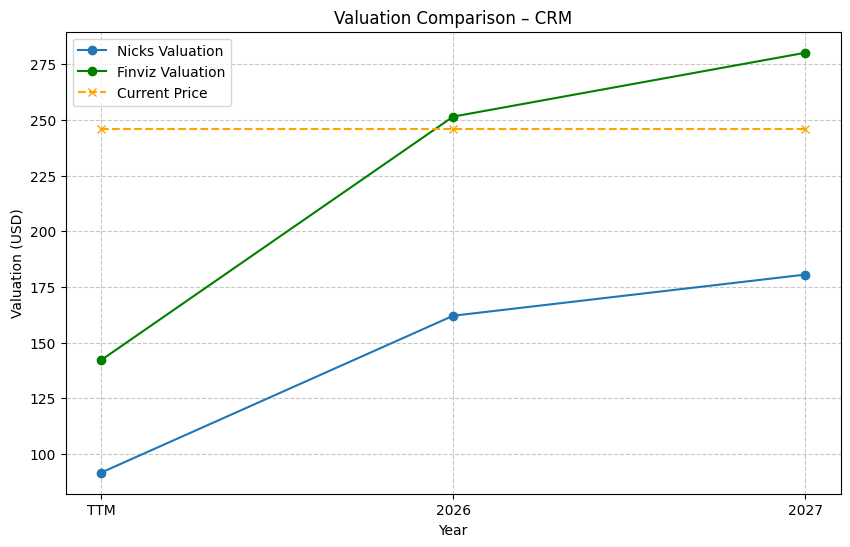 Valuation Comparison – CRM
Nicks Valuation
Finviz Valuation
Current Price
Valuation (USD)
275
250
225
200
175
150
125
100
TTM
2026
2027
Year